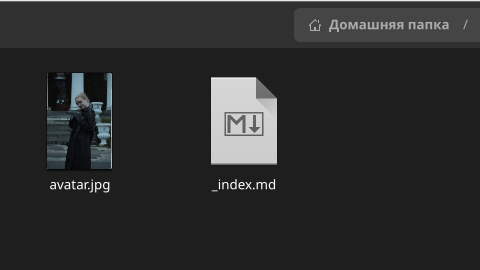 Домашняя папка /
M
avatar.jpg
_index.md